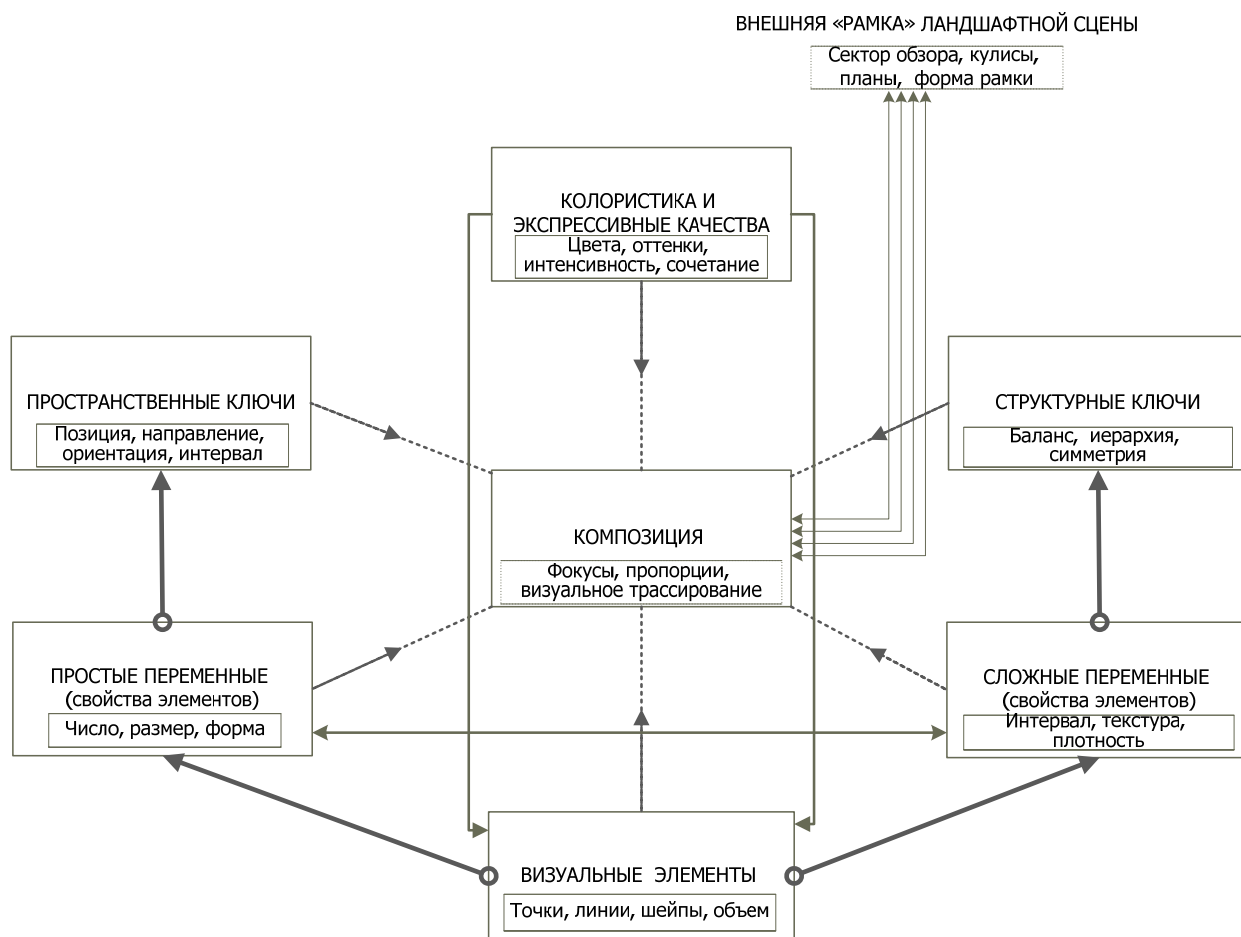 ВНЕШНЯЯ «РАМКА» ЛАНДШАФТНОЙ СЦЕНЫ
Сектор обзора, кулисы,
планы, форма рамки
КОЛОРИСТИКА И
ЭКСПРЕССИВНЫЕ КАЧЕСТВА
Цвета, оттенки,
интенсивность, сочетание
ПРОСТРАНСТВЕННЫЕ КЛЮЧИ
Позиция, направление,
ориентация, интервал
СТРУКТУРНЫЕ КЛЮЧИ
Баланс, иерархия,
симметрия
КОМПОЗИЦИЯ
Фокусы, пропорции,
визуальное трассирование
ПРОСТЫЕ ПЕРЕМЕННЫЕ
(свойства элементов)
Число, размер, форма
СЛОЖНЫЕ ПЕРЕМЕННЫЕ
(свойства элементов)
Интервал, текстура,
плотность
ВИЗУАЛЬНЫЕ ЭЛЕМЕНТЫ
Точки, линии, шейпы, объем